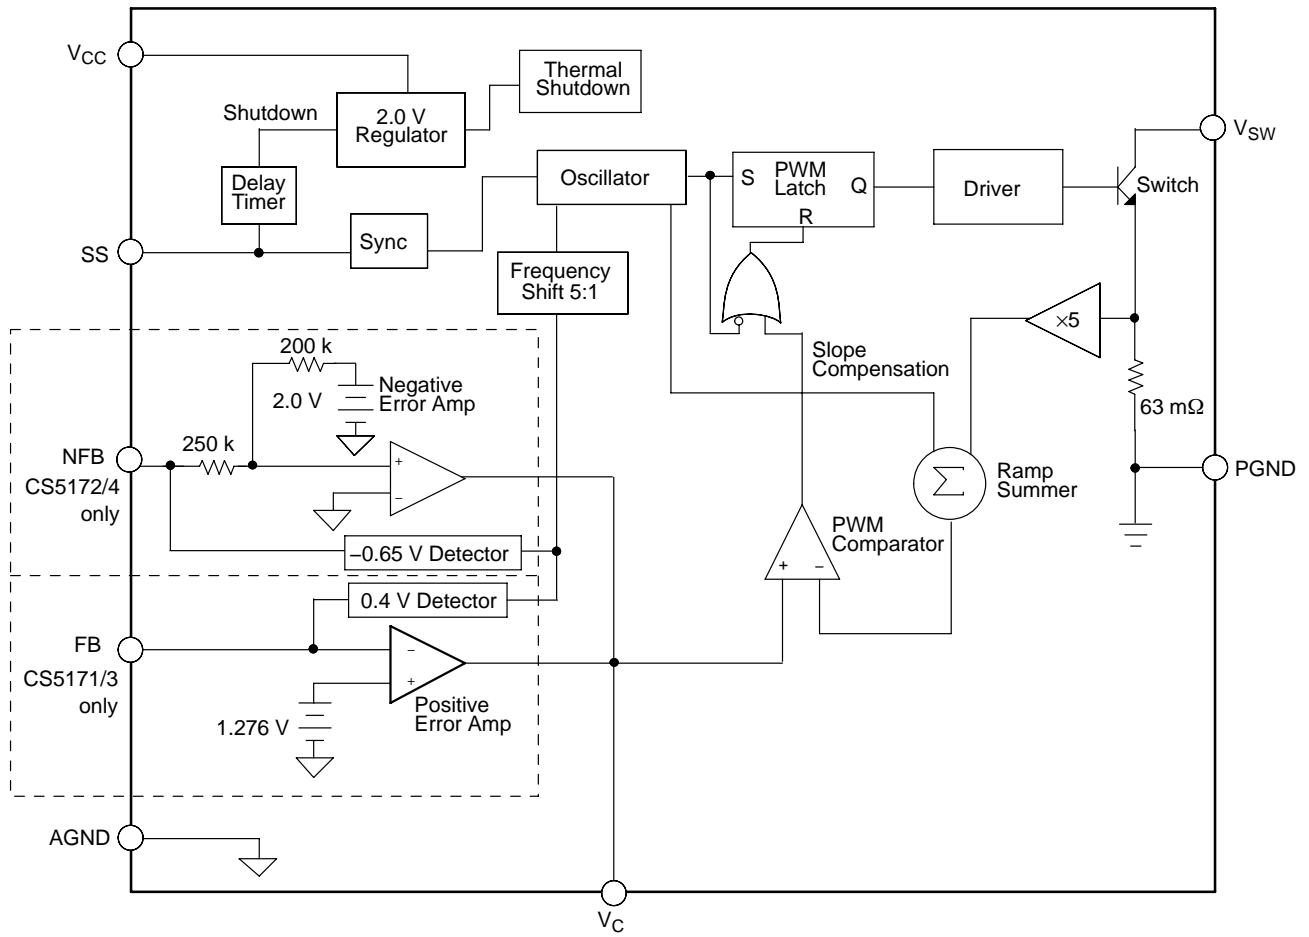 VCC
Thermal
Shutdown
Shutdown
2.0 V
Regulator
VSW
Delay
Timer
Oscillator
S
PWM
Latch
Q
R
Driver
Switch
SS
Sync
Frequency
Shift 5:1
×5
200 k
Slope
Compensation
2.0 V
Negative
Error Amp
63 mΩ
250 k
NFB
CS5172/4
only
+
−
Σ
Ramp
Summer
PGND
PWM
Comparator
−0.65 V Detector
+
−
0.4 V Detector
FB
CS5171/3
only
−
+
Positive
Error Amp
1.276 V
AGND
VC